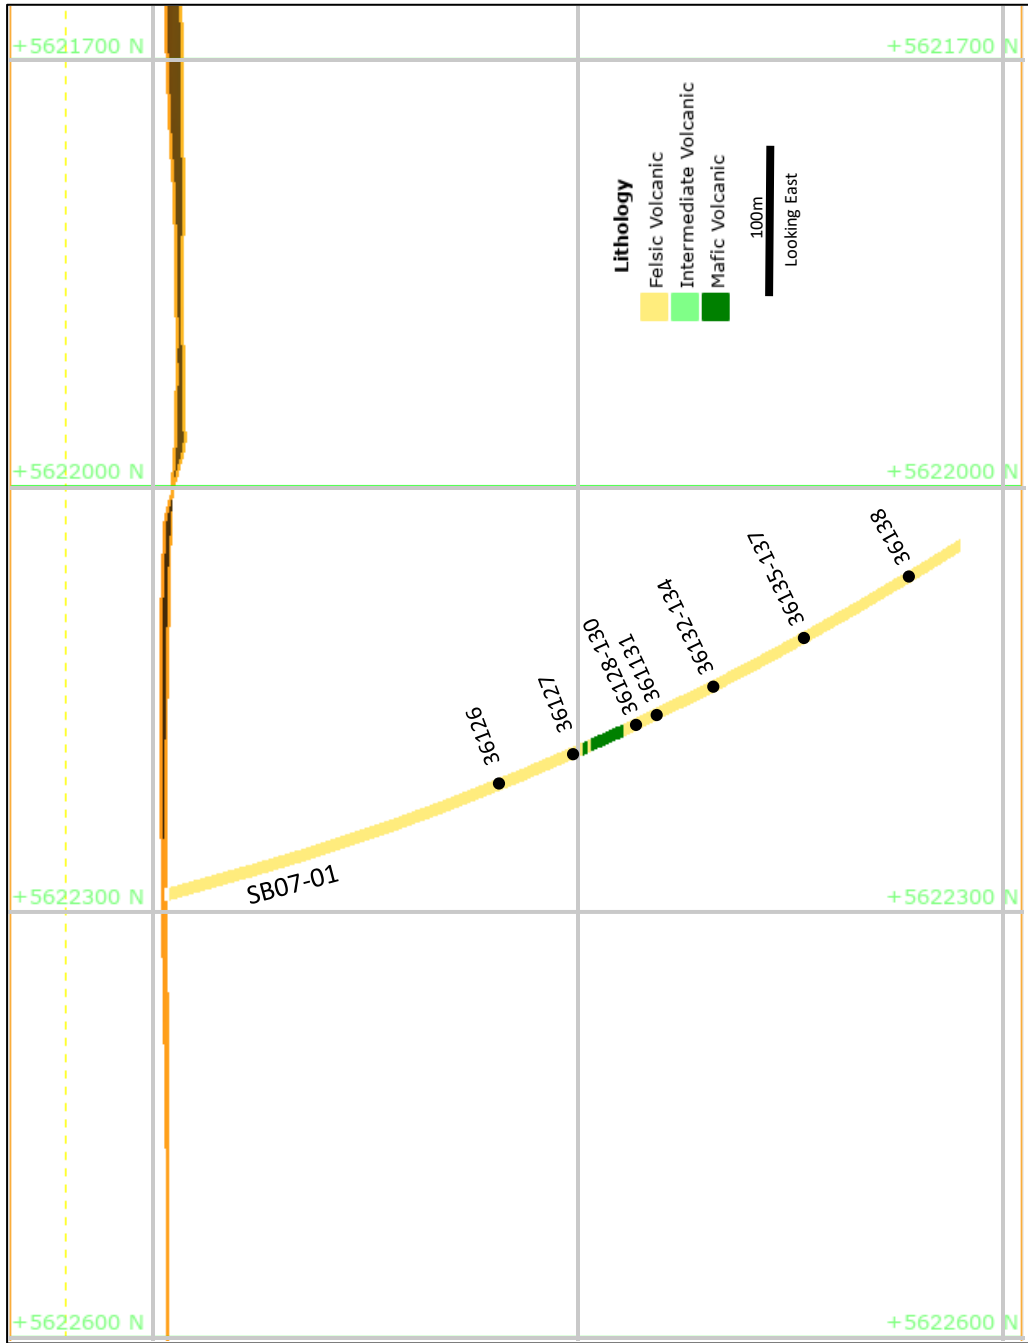 +5621700 N
+5621700 N
Lithology
Felsic Volcanic
Intermediate Volcanic
Mafic Volcanic
100m
Looking East
+5622000 N
+5622000 N
36138
36135-137
36132-134
36131
36128-130
36127
36126
SB07-01
+5622300 N
+5622300 N
+5622600 N
+5622600 N